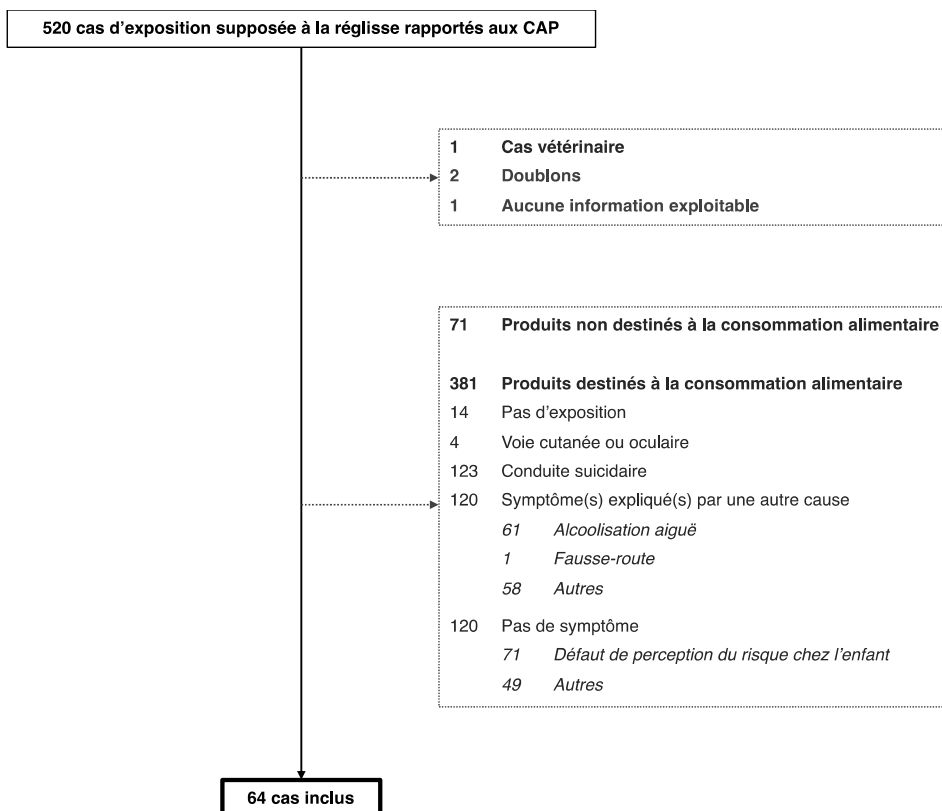 520 cas d'exposition supposée à la réglisse rapportés aux CAP
1 Cas vétérinaire
2 Doublons
1 Aucune information exploitable
71 Produits non destinés à la consommation alimentaire
381 Produits destinés à la consommation alimentaire
14 Pas d'exposition
4 Voie cutanée ou oculaire
123 Conduite suicidaire
120 Symptôme(s) expliqué(s) par une autre cause
61 Alcoolisation aiguë
1 Fausse-route
58 Autres
120 Pas de symptôme
71 Défaut de perception du risque chez l'enfant
49 Autres
64 cas inclus